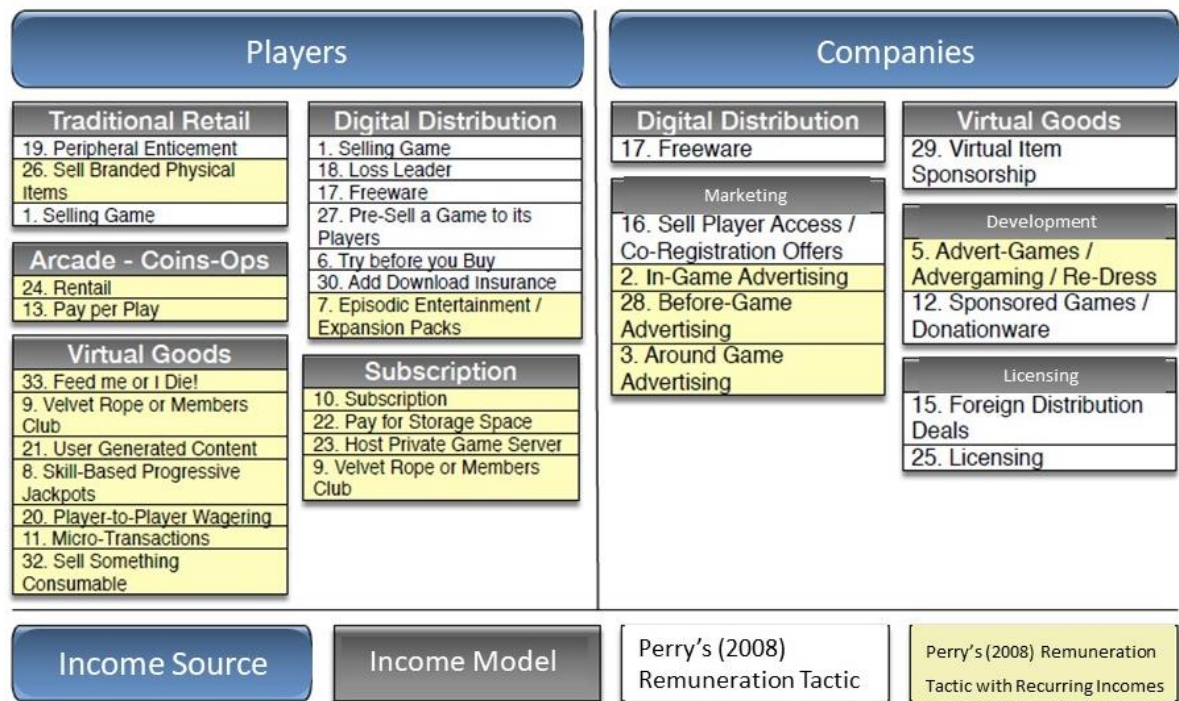 Players
Traditional Retail
19. Peripheral Enticement
26. Sell Branded Physical
Items
1. Selling Game
Arcade - Coins-Ops
24. Rentail
13. Pay per Play
Virtual Goods
33. Feed me or I Die!
9. Velvet Rope or Members
Club
21. User Generated Content
8. Skill-Based Progressive
Jackpots
20. Player-to-Player Wagering
11. Micro-Transactions
32. Sell Something
Consumable
Digital Distribution
1. Selling Game
18. Loss Leader
17. Freeware
27. Pre-Sell a Game to its
Players
6. Try before you Buy
30. Add Download Insurance
7. Episodic Entertainment /
Expansion Packs
Subscription
10. Subscription
22. Pay for Storage Space
23. Host Private Game Server
9. Velvet Rope or Members
Club
Companies
Digital Distribution
17. Freeware
Marketing
16. Sell Player Access /
Co-Registration Offers
2. In-Game Advertising
28. Before-Game
Advertising
3. Around Game
Advertising
Virtual Goods
29. Virtual Item
Sponsorship
Development
5. Advert-Games /
Advergaming / Re-Dress
12. Sponsored Games /
Donationware
Licensing
15. Foreign Distribution
Deals
25. Licensing
Income Source
Income Model
Perry's (2008)
Remuneration Tactic
Perry's (2008) Remuneration
Tactic with Recurring Incomes